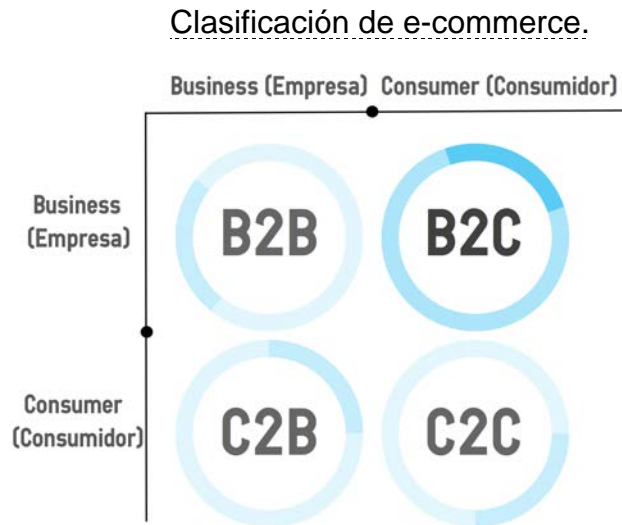 Clasificación de e-commerce.
Business (Empresa) Consumer (Consumidor)
Business
(Empresa)
B2B B2C
Consumer
(Consumidor)
C2B C2C